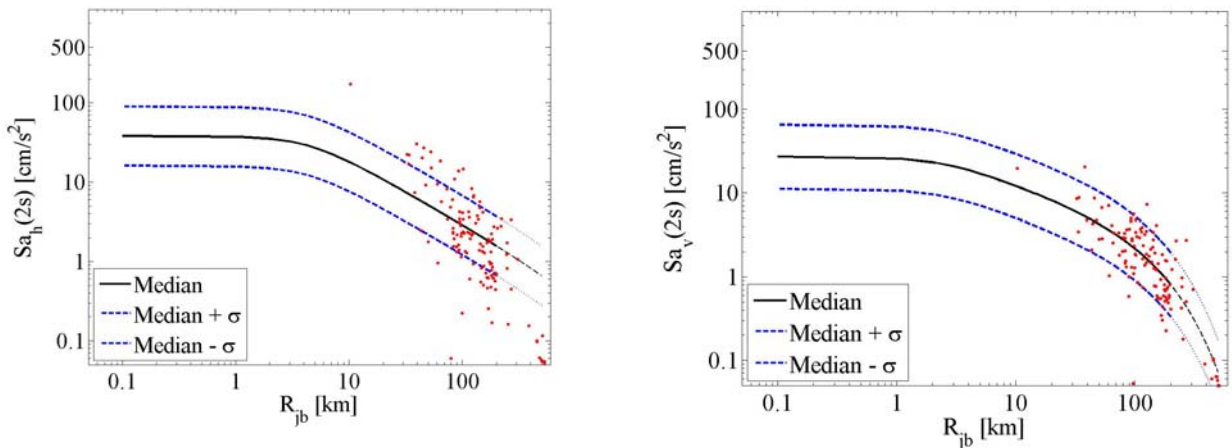 Sa_h(2s) [cm/s²]
500
100
10
1
0.1
Median
Median + σ
Median - σ
0.1
1
10
100
R_jb [km]
Sa_v(2s) [cm/s²]
500
100
10
1
0.1
Median
Median + σ
Median - σ
0.1
1
10
100
R_jb [km]